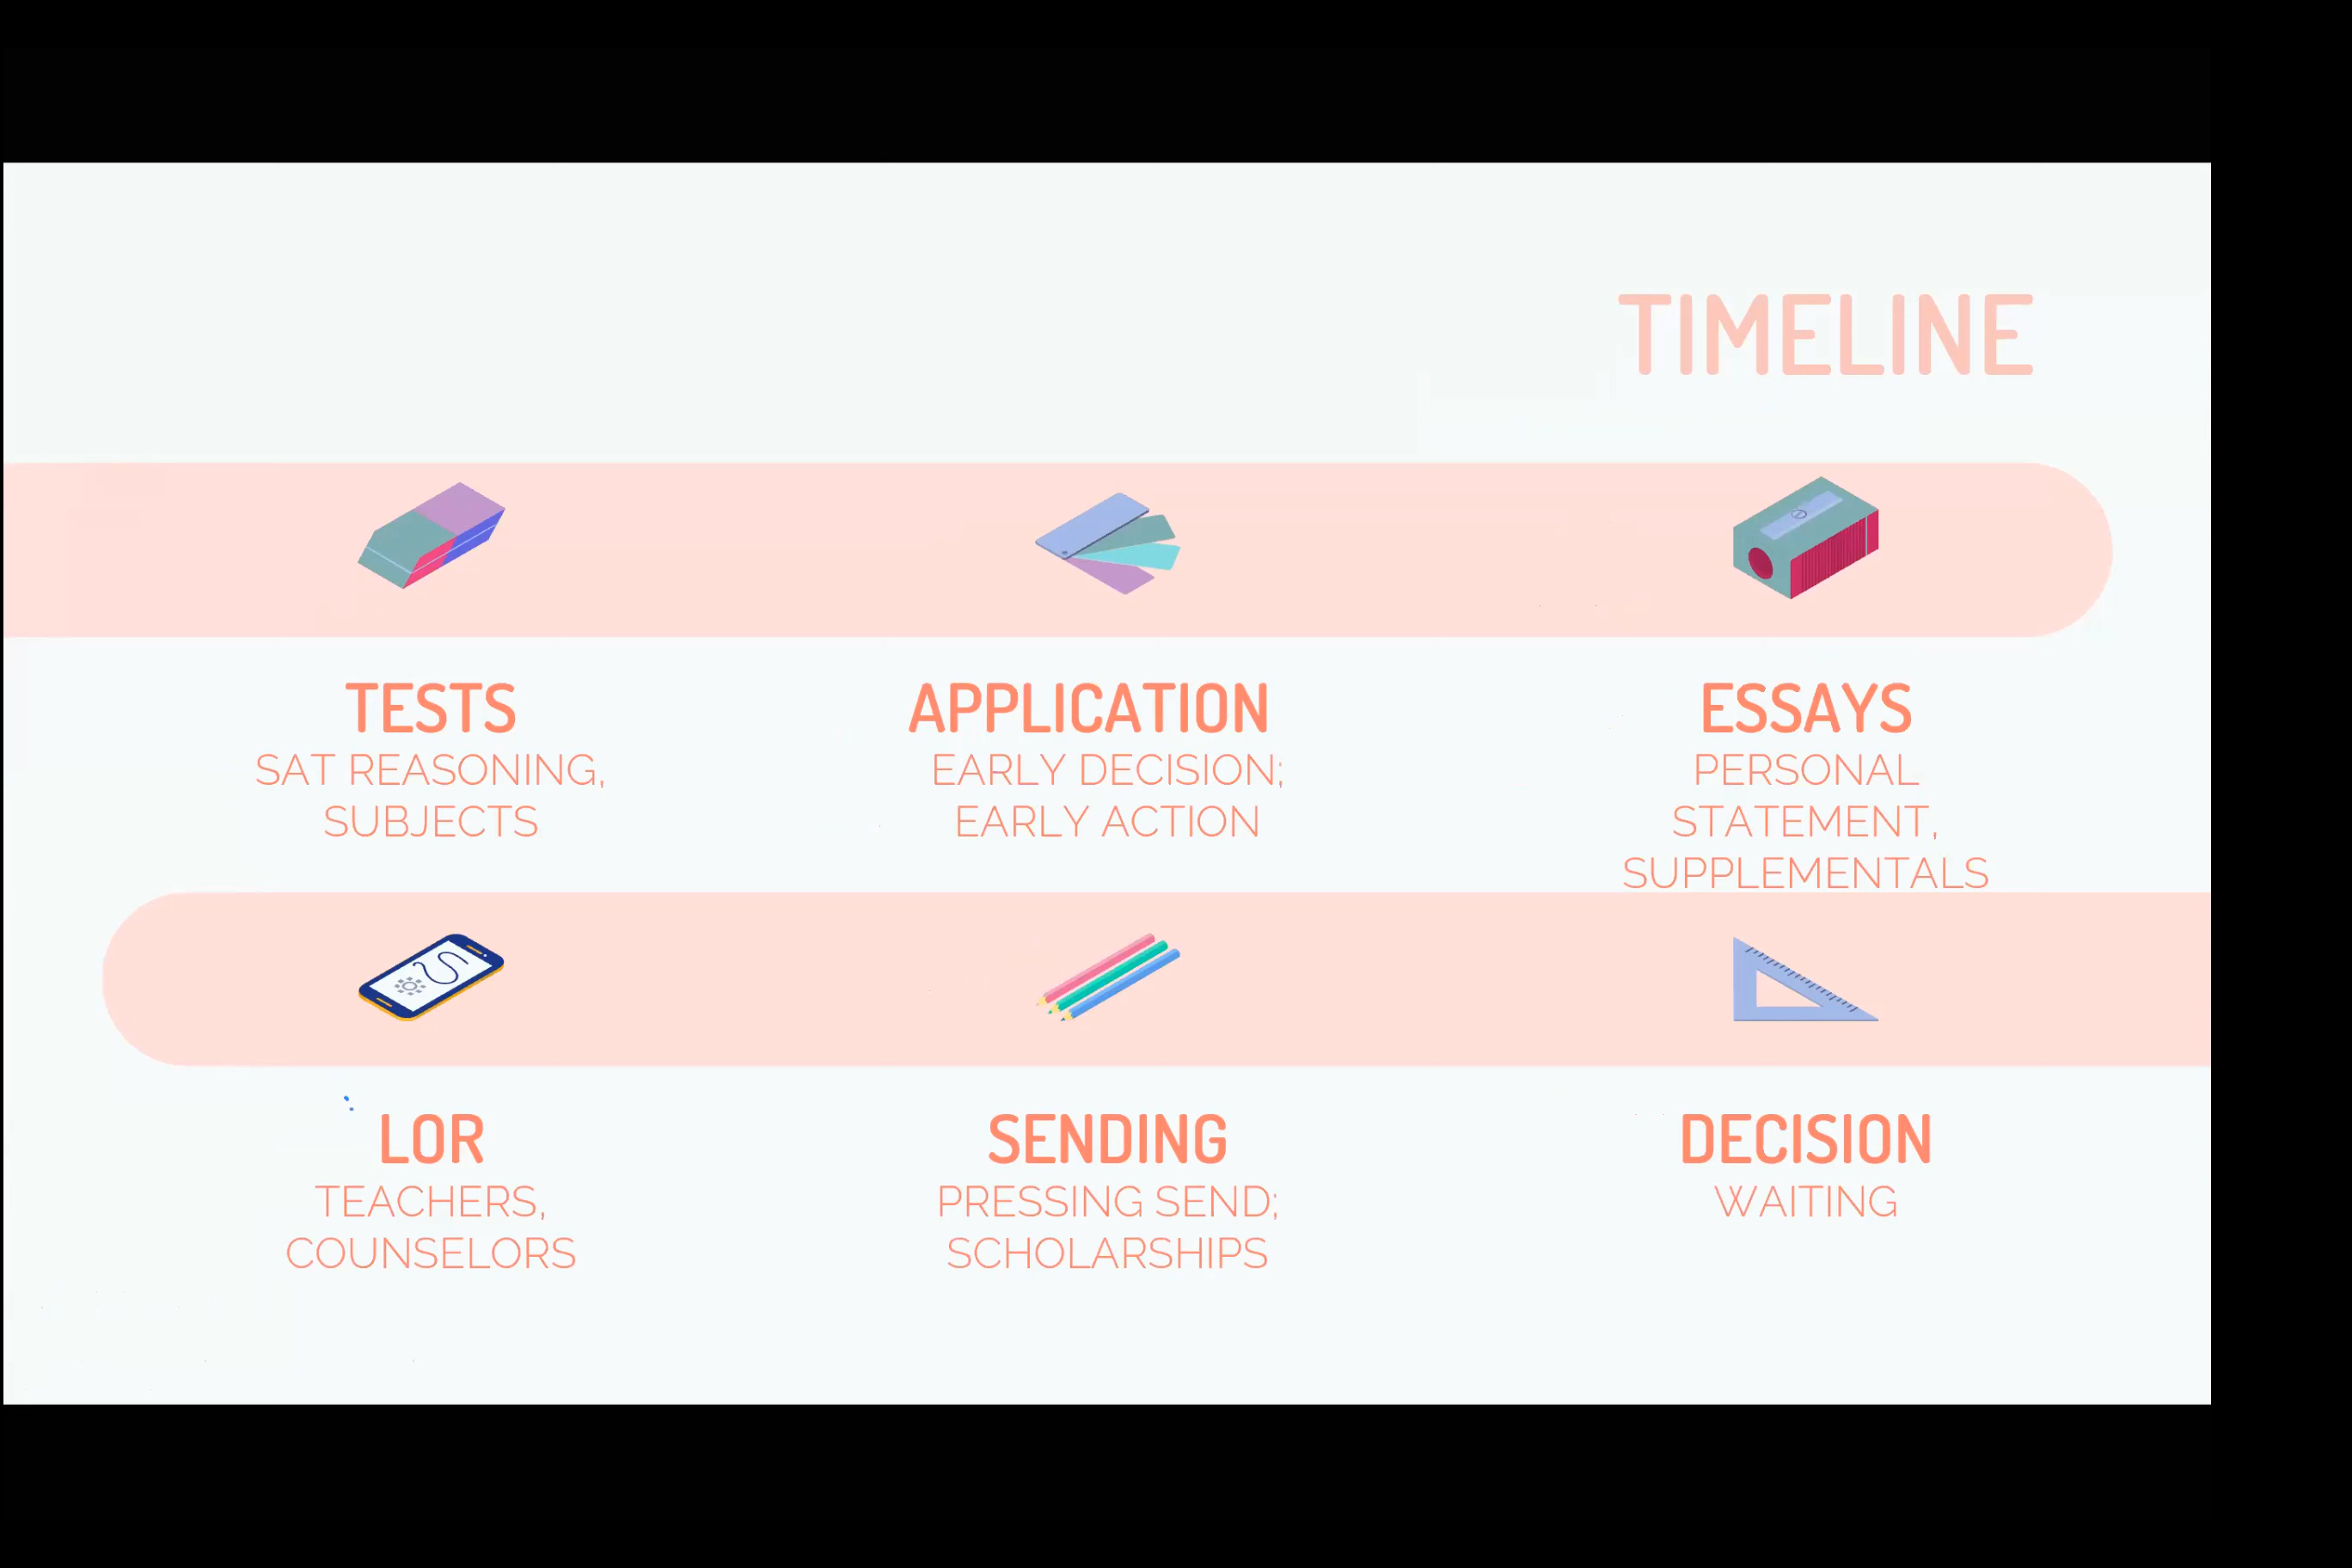 TIMELINE
TESTS
SAT REASONING,
SUBJECTS
APPLICATION
EARLY DECISION;
EARLY ACTION
ESSAYS
PERSONAL
STATEMENT,
SUPPLEMENTALS
LOR
TEACHERS,
COUNSELORS
SENDING
PRESSING SEND;
SCHOLARSHIPS
DECISION
WAITING